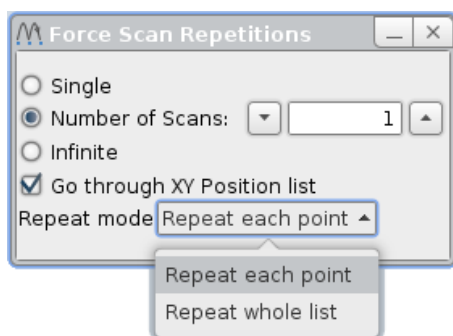 Force Scan Repetitions
Single
Number of Scans: 1
Infinite
Go through XY Position list
Repeat mode Repeat each point
Repeat each point
Repeat whole list